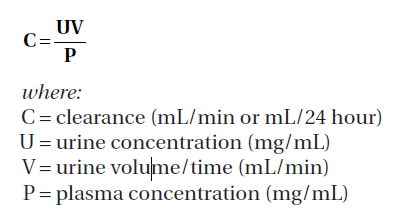 C = UV
P
where:
C = clearance (mL/min or mL/24 hour)
U = urine concentration (mg/mL)
V = urine volume/time (mL/min)
P = plasma concentration (mg/mL)